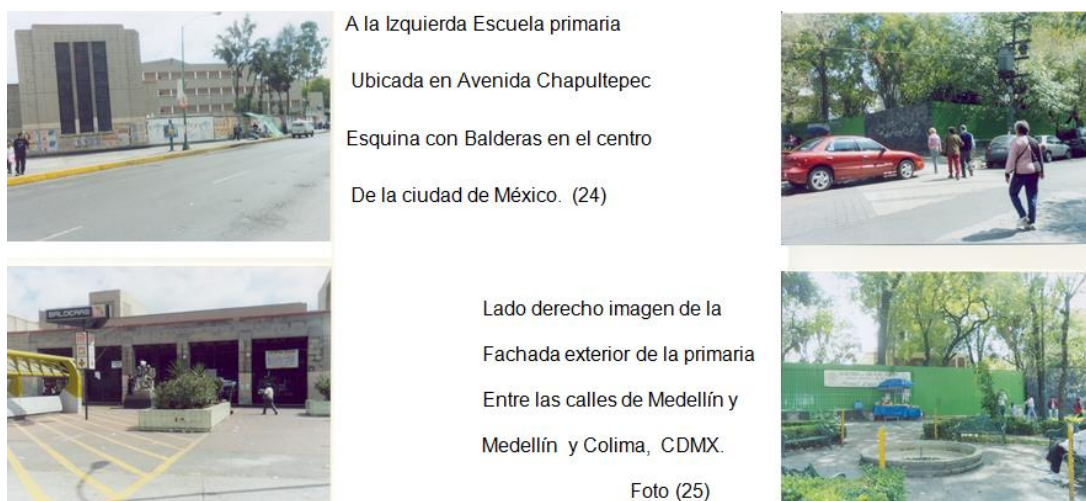 A la Izquierda Escuela primaria
Ubicada en Avenida Chapultepec
Esquina con Balderas en el centro
De la ciudad de México. (24)
BALDERAS
Lado derecho imagen de la
Fachada exterior de la primaria
Entre las calles de Medellín y
Medellín y Colima, CDMX.
Foto (25)